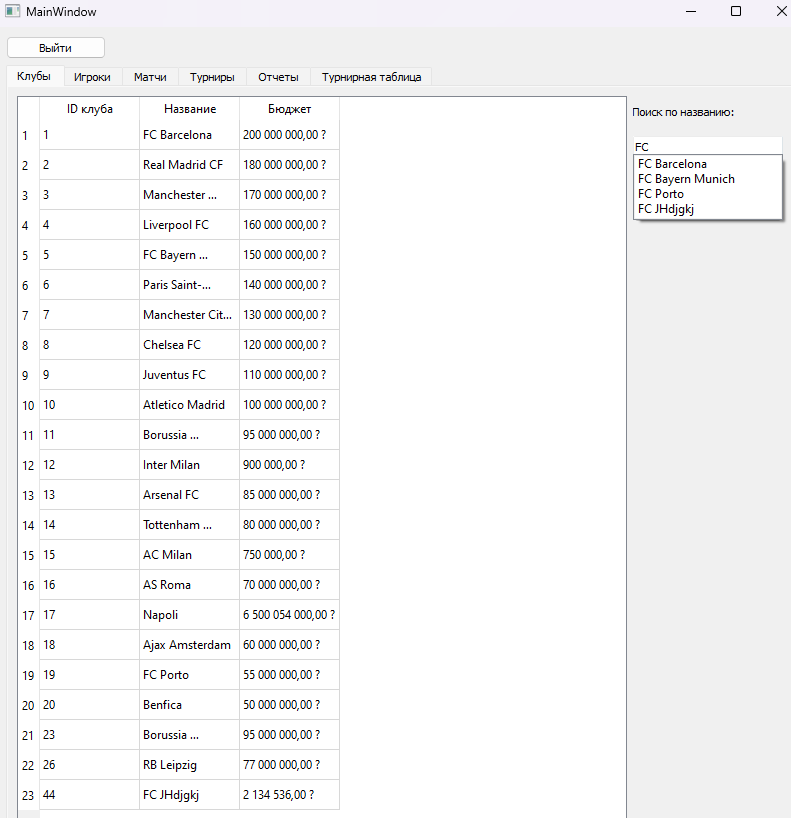 MainWindow
Выйти
Клубы Игроки Матчи Турниры Отчеты Турнирная таблица
ID клуба Название Бюджет
1 1 FC Barcelona 200 000 000,00 ?
2 2 Real Madrid CF 180 000 000,00 ?
3 3 Manchester ... 170 000 000,00 ?
4 4 Liverpool FC 160 000 000,00 ?
5 5 FC Bayern ... 150 000 000,00 ?
6 6 Paris Saint-... 140 000 000,00 ?
7 7 Manchester Cit... 130 000 000,00 ?
8 8 Chelsea FC 120 000 000,00 ?
9 9 Juventus FC 110 000 000,00 ?
10 10 Atletico Madrid 100 000 000,00 ?
11 11 Borussia ... 95 000 000,00 ?
12 12 Inter Milan 900 000,00 ?
13 13 Arsenal FC 85 000 000,00 ?
14 14 Tottenham ... 80 000 000,00 ?
15 15 AC Milan 750 000,00 ?
16 16 AS Roma 70 000 000,00 ?
17 17 Napoli 6 500 054 000,00 ?
18 18 Ajax Amsterdam 60 000 000,00 ?
19 19 FC Porto 55 000 000,00 ?
20 20 Benfica 50 000 000,00 ?
21 23 Borussia ... 95 000 000,00 ?
22 26 RB Leipzig 77 000 000,00 ?
23 44 FC JHdjgkj 2 134 536,00 ?
Поиск по названию:
FC
FC Barcelona
FC Bayern Munich
FC Porto
FC JHdjgkj